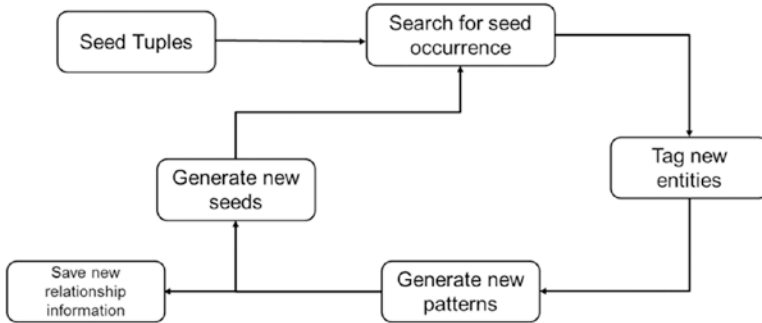 Seed Tuples
Search for seed
occurrence
Tag new
entities
Generate new
seeds
Generate new
patterns
Save new
relationship
information